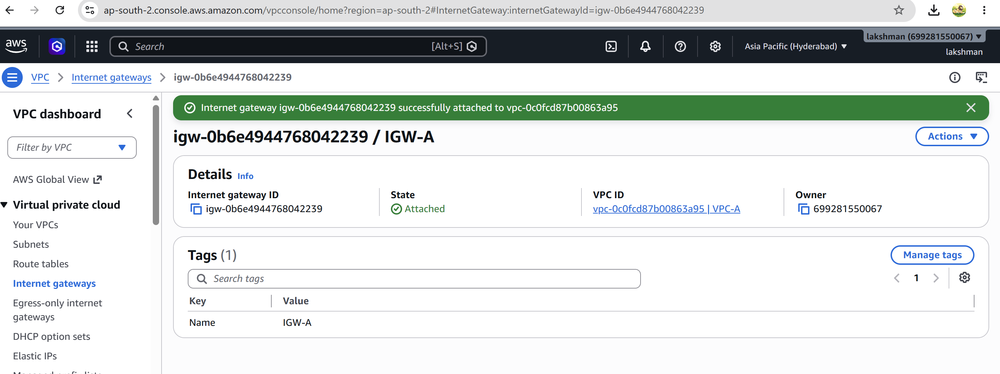 ap-south-2.console.aws.amazon.com/vpcconsole/home?region=ap-south-2#InternetGateway:internetGatewayId=igw-0b6e4944768042239
aws
Search
[Alt+S]
Asia Pacific (Hyderabad)
lakshman (699281550067)
lakshman
VPC
Internet gateways
igw-0b6e4944768042239
VPC dashboard
Filter by VPC
AWS Global View
Virtual private cloud
Your VPCs
Subnets
Route tables
Internet gateways
Egress-only internet
gateways
DHCP option sets
Elastic IPs
Internet gateway igw-0b6e4944768042239 successfully attached to vpc-0c0fcd87b00863a95
igw-0b6e4944768042239 / IGW-A
Actions
Details Info
Internet gateway ID
igw-0b6e4944768042239
State
Attached
VPC ID
vpc-0c0fcd87b00863a95 | VPC-A
Owner
699281550067
Tags (1)
Manage tags
Search tags
1
Key
Value
Name
IGW-A